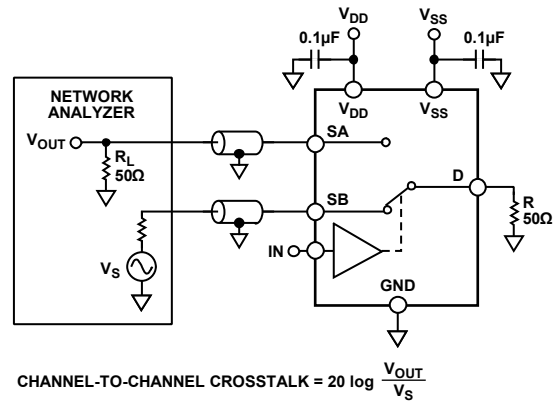 VDD
VSS
0.1µF
0.1µF
NETWORK
ANALYZER
VDD
VSS
VOUT
SA
RL
50Ω
D
SB
R
50Ω
IN
VS
GND
CHANNEL-TO-CHANNEL CROSSTALK = 20 log VOUT
VS